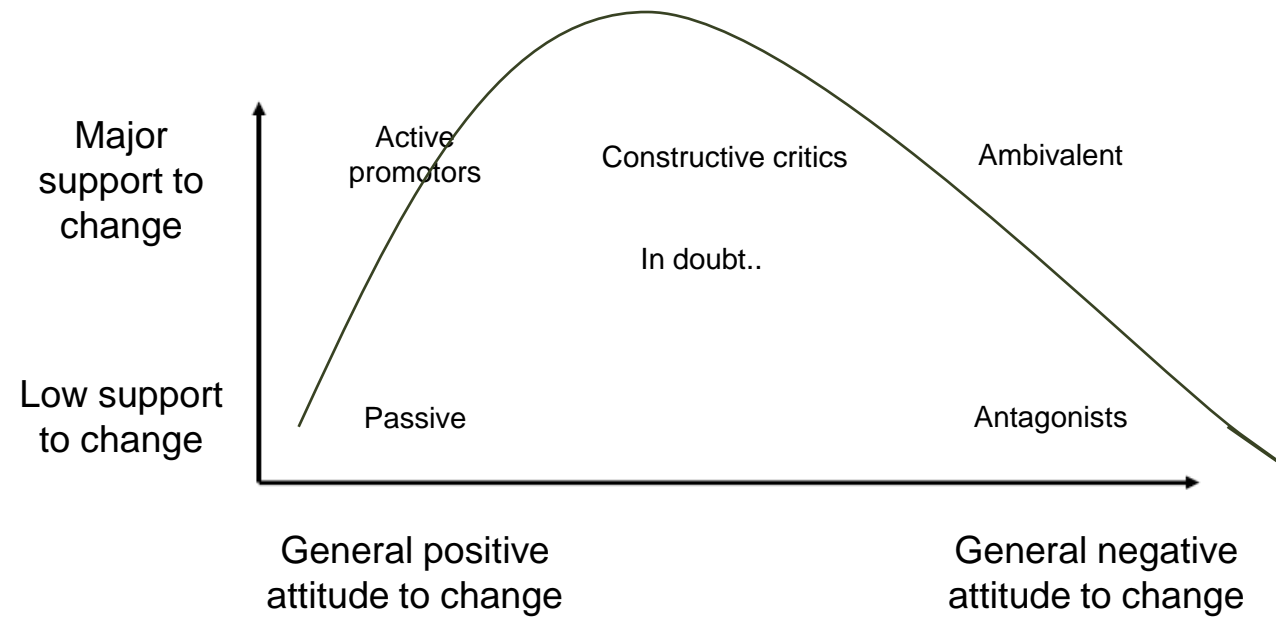 Major
support to
change
Active
promotors
Constructive critics
Ambivalent
In doubt..
Low support
to change
Passive
Antagonists
General positive
attitude to change
General negative
attitude to change